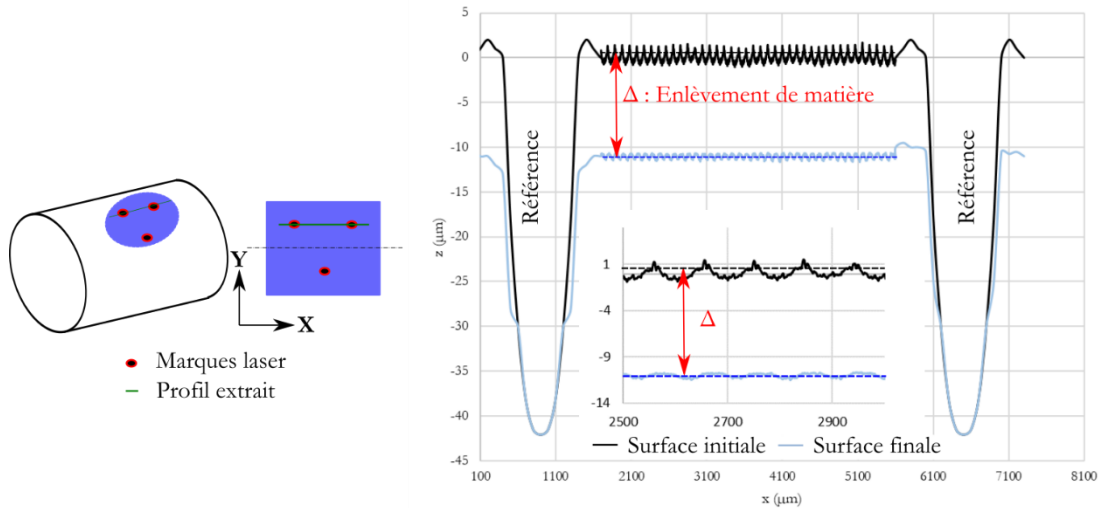 Y
X
Marques laser
Profil extrait
5
0
-5
-10
-15
-20
-25
-30
-35
-40
-45
z (µm)
Référence
Δ : Enlèvement de matière
Référence
1
-4
-9
-14
Δ
2500
2700
2900
Surface initiale
Surface finale
100
1100
2100
3100
4100
5100
6100
7100
8100
x (µm)